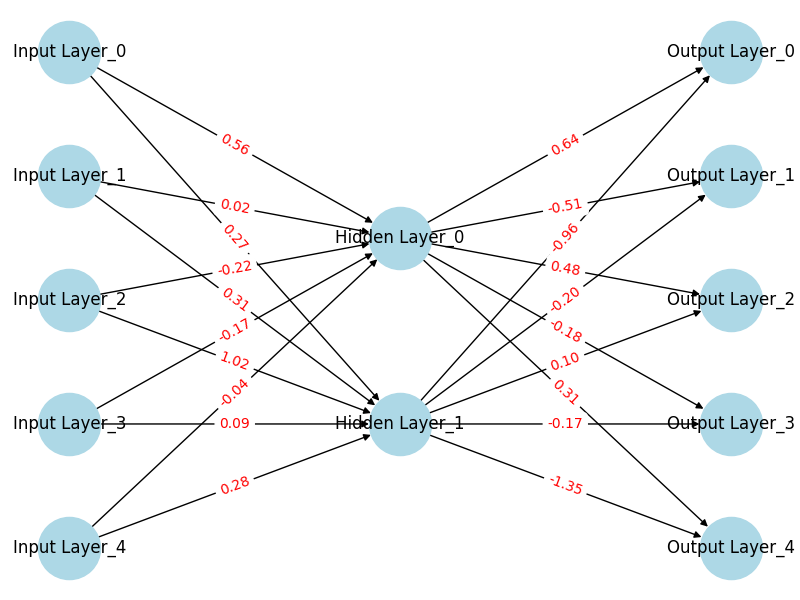 Input Layer_0
Output Layer_0
0.56
0.64
Input Layer_1
Output Layer_1
0.02
-0.51
0.27
Hidden Layer_0
-0.96
-0.22
0.48
Input Layer_2
0.31
-0.20
Output Layer_2
-0.17
-0.18
1.02
0.10
-0.04
0.31
Input Layer_3
0.09
Hidden Layer_1
-0.17
Output Layer_3
0.28
-1.35
Input Layer_4
Output Layer_4